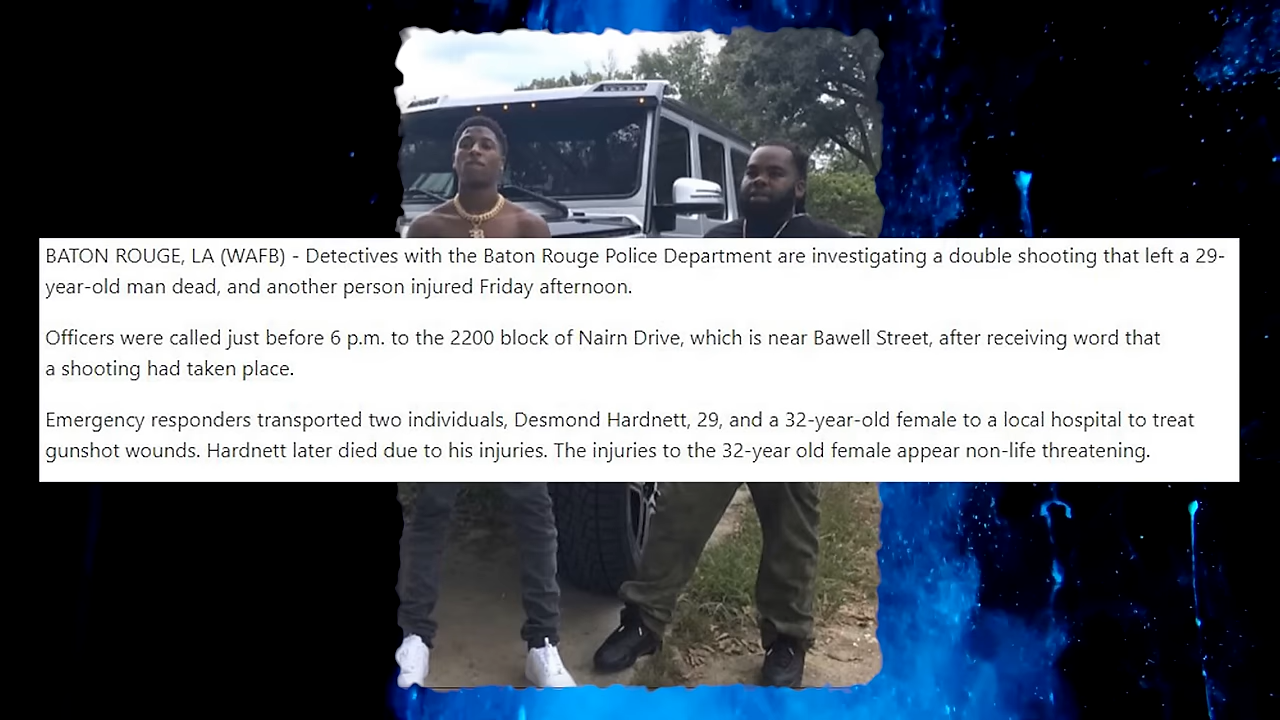 BATON ROUGE, LA (WAFB) - Detectives with the Baton Rouge Police Department are investigating a double shooting that left a 29-
year-old man dead, and another person injured Friday afternoon.
Officers were called just before 6 p.m. to the 2200 block of Nairn Drive, which is near Bawell Street, after receiving word that
a shooting had taken place.
Emergency responders transported two individuals, Desmond Hardnett, 29, and a 32-year-old female to a local hospital to treat
gunshot wounds. Hardnett later died due to his injuries. The injuries to the 32-year old female appear non-life threatening.